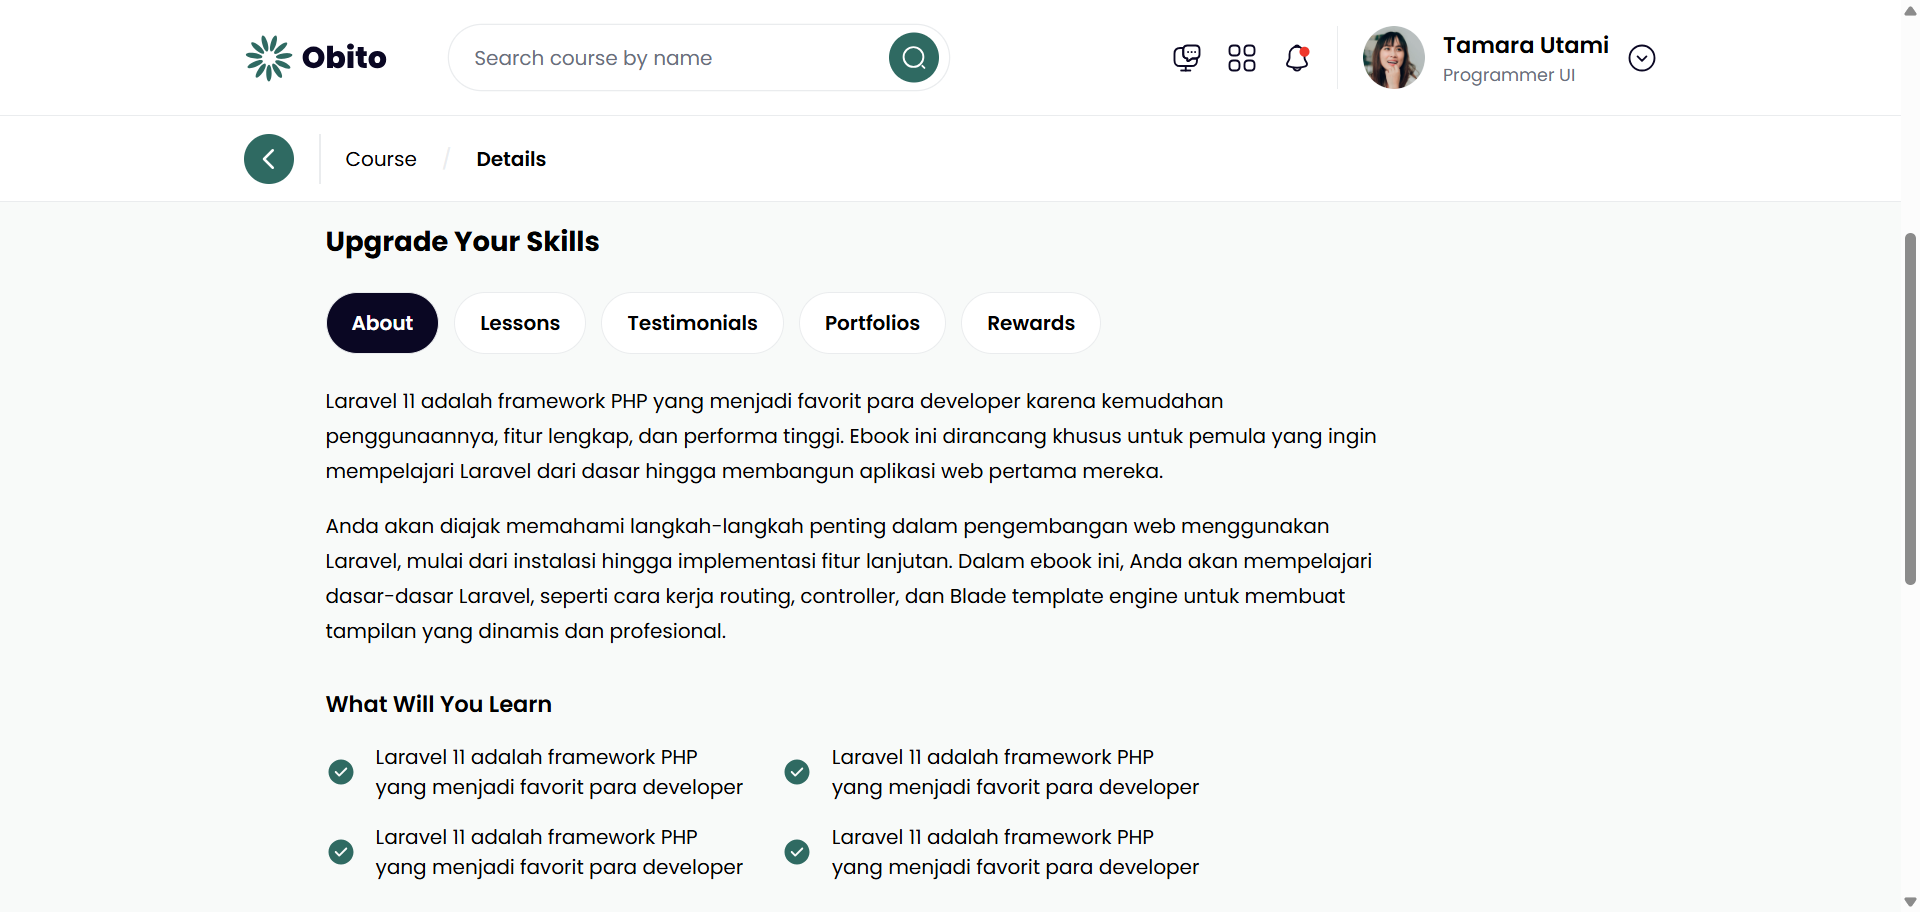 Obito
Search course by name
Tamara Utami
Programmer UI
Course / Details
Upgrade Your Skills
About
Lessons
Testimonials
Portfolios
Rewards
Laravel 11 adalah framework PHP yang menjadi favorit para developer karena kemudahan
penggunaannya, fitur lengkap, dan performa tinggi. Ebook ini dirancang khusus untuk pemula yang ingin
mempelajari Laravel dari dasar hingga membangun aplikasi web pertama mereka.
Anda akan diajak memahami langkah-langkah penting dalam pengembangan web menggunakan
Laravel, mulai dari instalasi hingga implementasi fitur lanjutan. Dalam ebook ini, Anda akan mempelajari
dasar-dasar Laravel, seperti cara kerja routing, controller, dan Blade template engine untuk membuat
tampilan yang dinamis dan profesional.
What Will You Learn
Laravel 11 adalah framework PHP
yang menjadi favorit para developer
Laravel 11 adalah framework PHP
yang menjadi favorit para developer
Laravel 11 adalah framework PHP
yang menjadi favorit para developer
Laravel 11 adalah framework PHP
yang menjadi favorit para developer